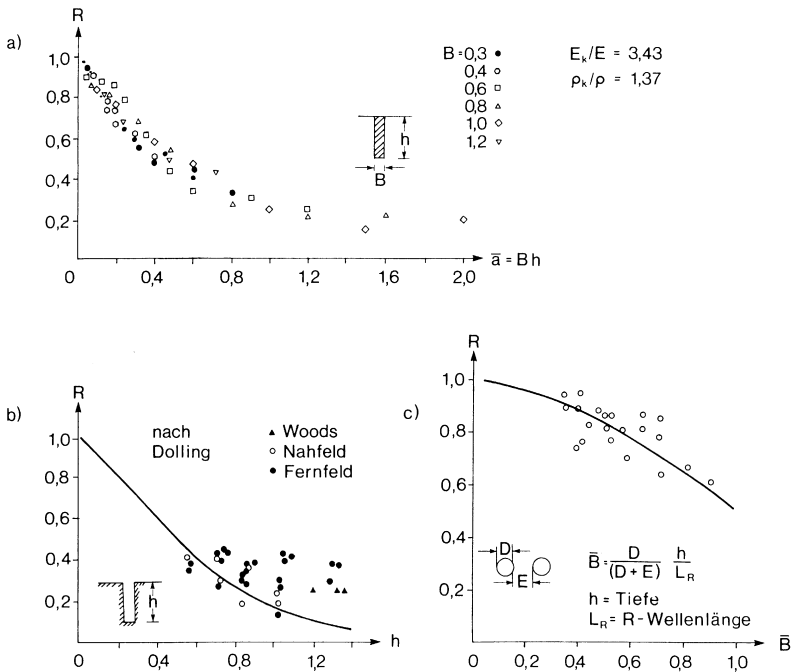 R
a)
1,0
0,8
0,6
0,4
0,2
0
0,4
0,8
1,2
1,6
2,0
a̅ = B h
B = 0,3 •
0,4 ○
0,6 □
0,8 △
1,0 ◇
1,2 ▽
E_k/E = 3,43
ρ_k/ρ = 1,37
h
B
R
b)
1,0
0,8
0,6
0,4
0,2
0
0,4
0,8
1,2
h
nach
Dolling
▲ Woods
○ Nahfeld
● Fernfeld
h
R
c)
1,0
0,8
0,6
0,4
0,2
0
0,2
0,4
0,6
0,8
1,0
B̅
D
E
B̅ = D/(D + E) h/L_R
h = Tiefe
L_R = R-Wellenlänge